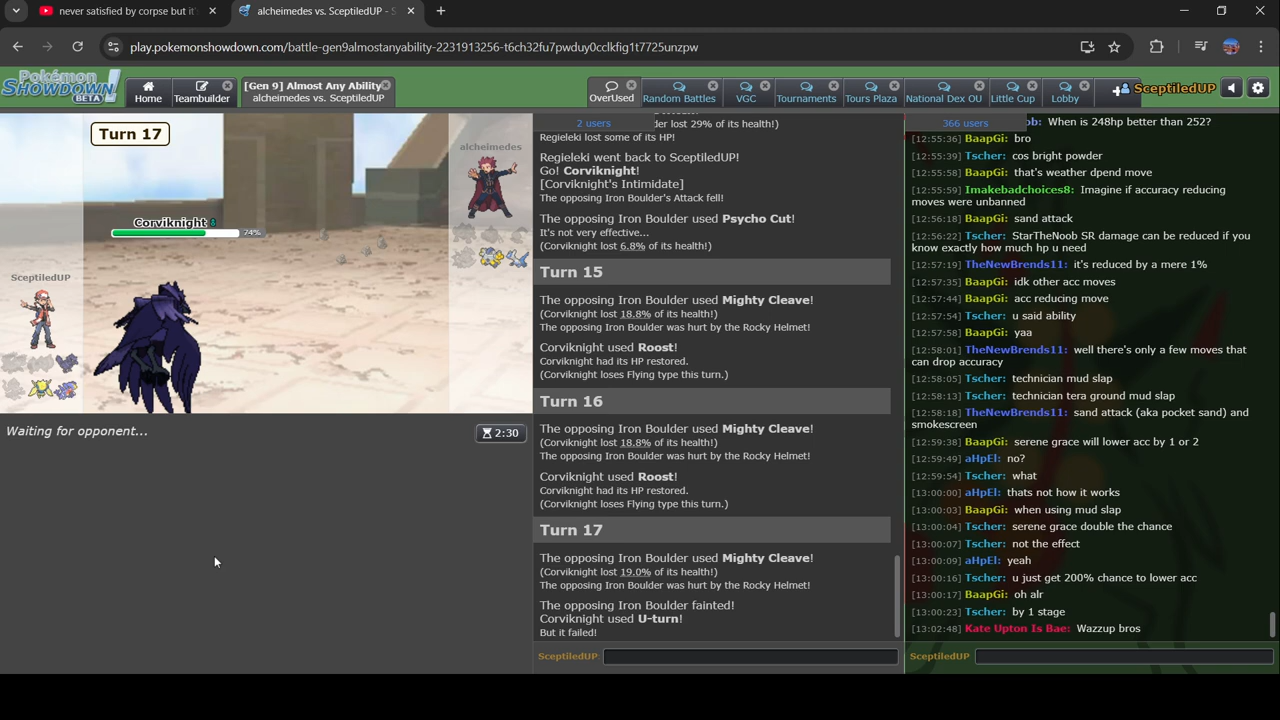 never satisfied by corpse but it'
alcheimedes vs. SceptiledUP - S
play.pokemonshowdown.com/battle-gen9almostanyability-2231913256-t6ch32fu7pwduy0cclkfig1t7725unzpw
Pokémon
SHOWDOWN!
BETA
Home
Teambuilder
[Gen 9] Almost Any Ability
alcheimedes vs. SceptiledUP
OverUsed
Random Battles
VGC
Tournaments
Tours Plaza
National Dex OU
Little Cup
Lobby
SceptiledUP
Turn 17
alcheimedes
Corviknight
74%
SceptiledUP
Waiting for opponent...
2:30
2 users
der lost 29% of its health!)
Regieleki lost some of its HP!
Regieleki went back to SceptiledUP!
Go! Corviknight!
[Corviknight's Intimidate]
The opposing Iron Boulder's Attack fell!
The opposing Iron Boulder used Psycho Cut!
It's not very effective...
(Corviknight lost 6.8% of its health!)
Turn 15
The opposing Iron Boulder used Mighty Cleave!
(Corviknight lost 18.8% of its health!)
The opposing Iron Boulder was hurt by the Rocky Helmet!
Corviknight used Roost!
Corviknight had its HP restored.
(Corviknight loses Flying type this turn.)
Turn 16
The opposing Iron Boulder used Mighty Cleave!
(Corviknight lost 18.8% of its health!)
The opposing Iron Boulder was hurt by the Rocky Helmet!
Corviknight used Roost!
Corviknight had its HP restored.
(Corviknight loses Flying type this turn.)
Turn 17
The opposing Iron Boulder used Mighty Cleave!
(Corviknight lost 19.0% of its health!)
The opposing Iron Boulder was hurt by the Rocky Helmet!
The opposing Iron Boulder fainted!
Corviknight used U-turn!
But it failed!
SceptiledUP:
366 users
ob: When is 248hp better than 252?
[12:55:36] BaapGi: bro
[12:55:39] Tscher: cos bright powder
[12:55:58] BaapGi: that's weather dpend move
[12:55:59] Imakebadchoices8: Imagine if accuracy reducing
moves were unbanned
[12:56:18] BaapGi: sand attack
[12:56:22] Tscher: StarTheNoob SR damage can be reduced if you
know exactly how much hp u need
[12:57:19] TheNewBrends11: it's reduced by a mere 1%
[12:57:35] BaapGi: idk other acc moves
[12:57:44] BaapGi: acc reducing move
[12:57:54] Tscher: u said ability
[12:57:58] BaapGi: yaa
[12:58:01] TheNewBrends11: well there's only a few moves that
can drop accuracy
[12:58:05] Tscher: technician mud slap
[12:58:13] Tscher: technician tera ground mud slap
[12:58:18] TheNewBrends11: sand attack (aka pocket sand) and
smokescreen
[12:59:38] BaapGi: serene grace will lower acc by 1 or 2
[12:59:49] aHpEl: no?
[12:59:54] Tscher: what
[13:00:00] aHpEl: thats not how it works
[13:00:03] BaapGi: when using mud slap
[13:00:04] Tscher: serene grace double the chance
[13:00:07] Tscher: not the effect
[13:00:09] aHpEl: yeah
[13:00:16] Tscher: u just get 200% chance to lower acc
[13:00:17] BaapGi: oh alr
[13:00:23] Tscher: by 1 stage
[13:02:48] Kate Upton Is Bae: Wazzup bros
SceptiledUP